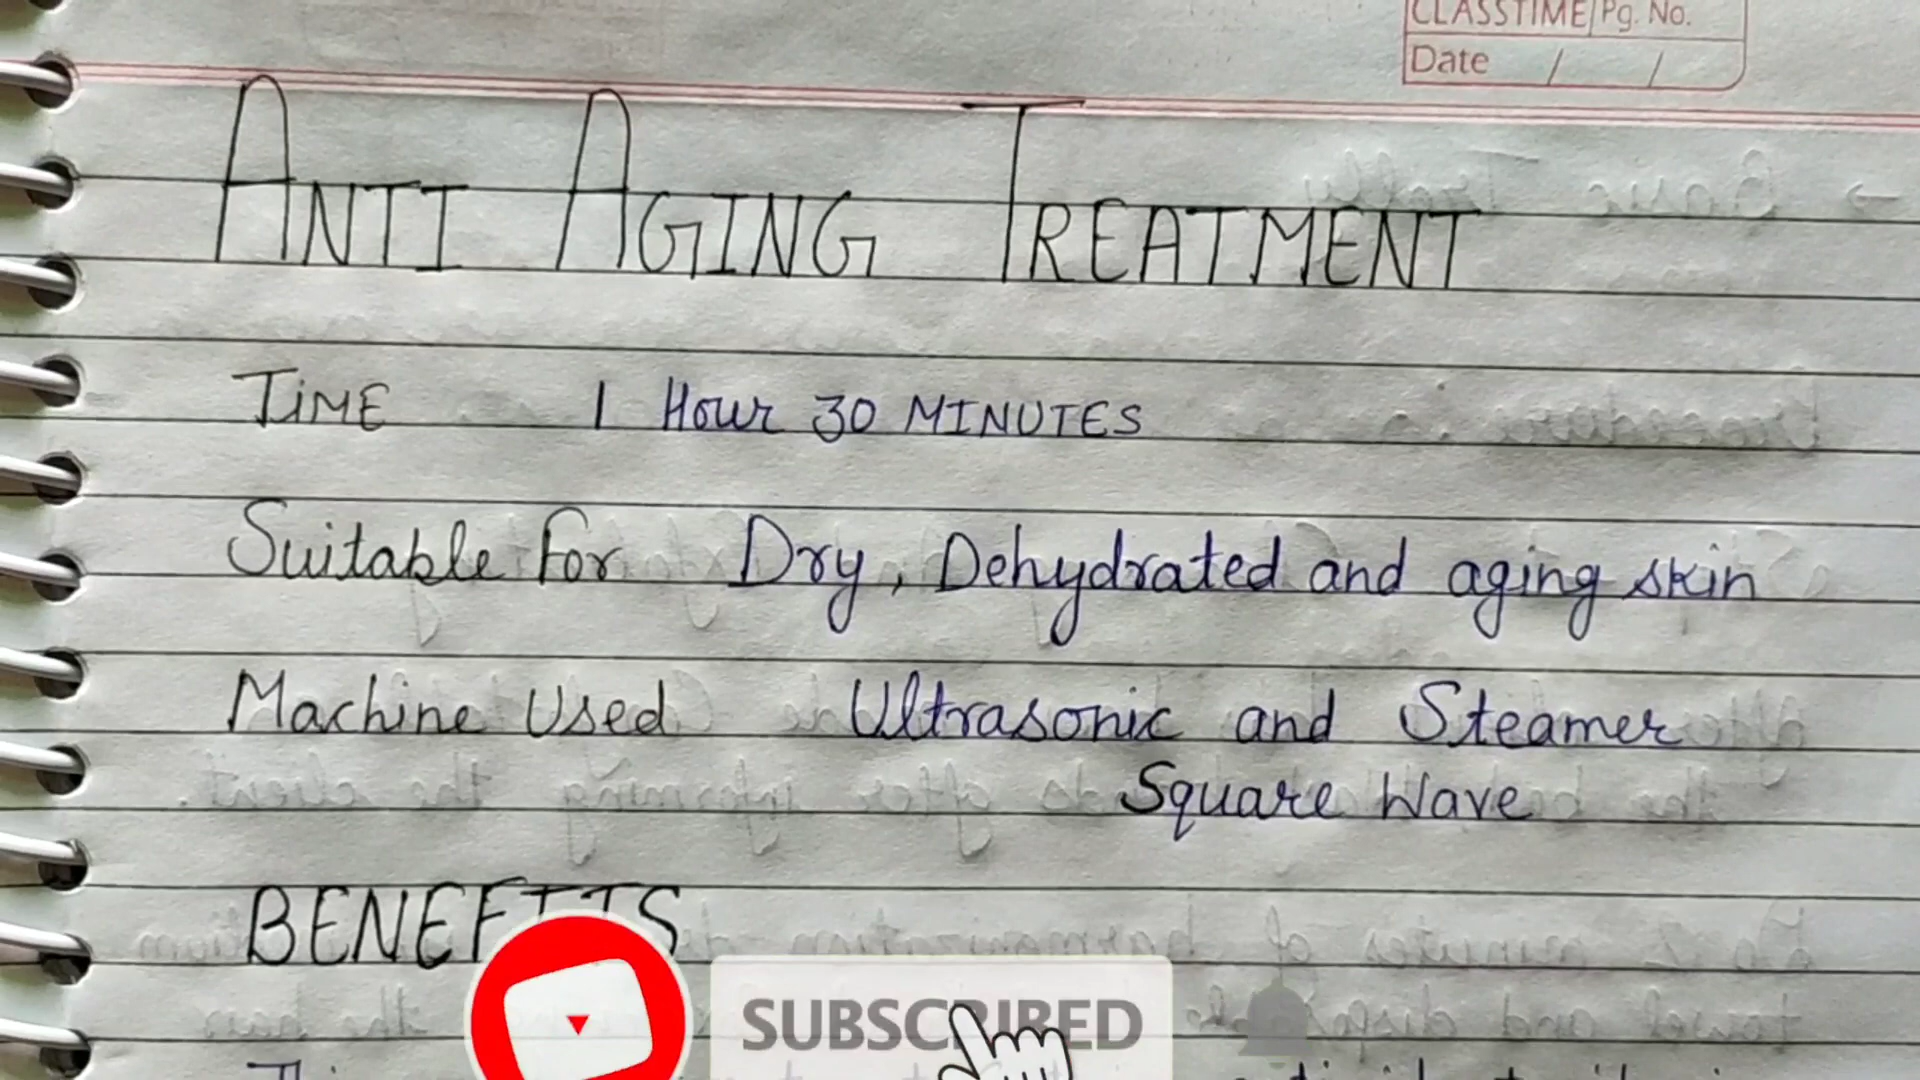 CLASSTIME Pg. No.
Date / /
ANTI AGING TREATMENT
TIME 1 Hour 30 MINUTES
Suitable For Dry, Dehydrated and aging skin
Machine Used Ultrasonic and Steamer
Square Wave
BENEFITS
SUBSCRIBED